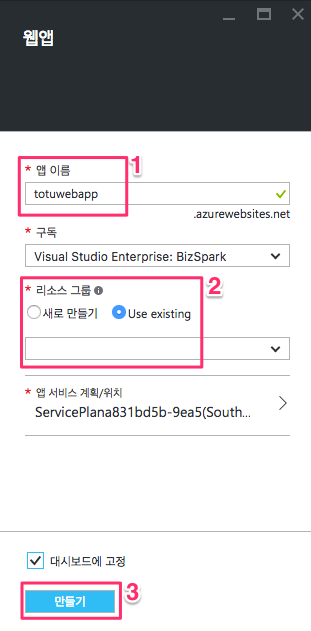 웹앱
* 앱 이름
1
totuwebapp
.azurewebsites.net
* 구독
Visual Studio Enterprise: BizSpark
* 리소스 그룹
2
새로 만들기 Use existing
* 앱 서비스 계획/위치
ServicePlana831bd5b-9ea5(South...
대시보드에 고정
만들기
3